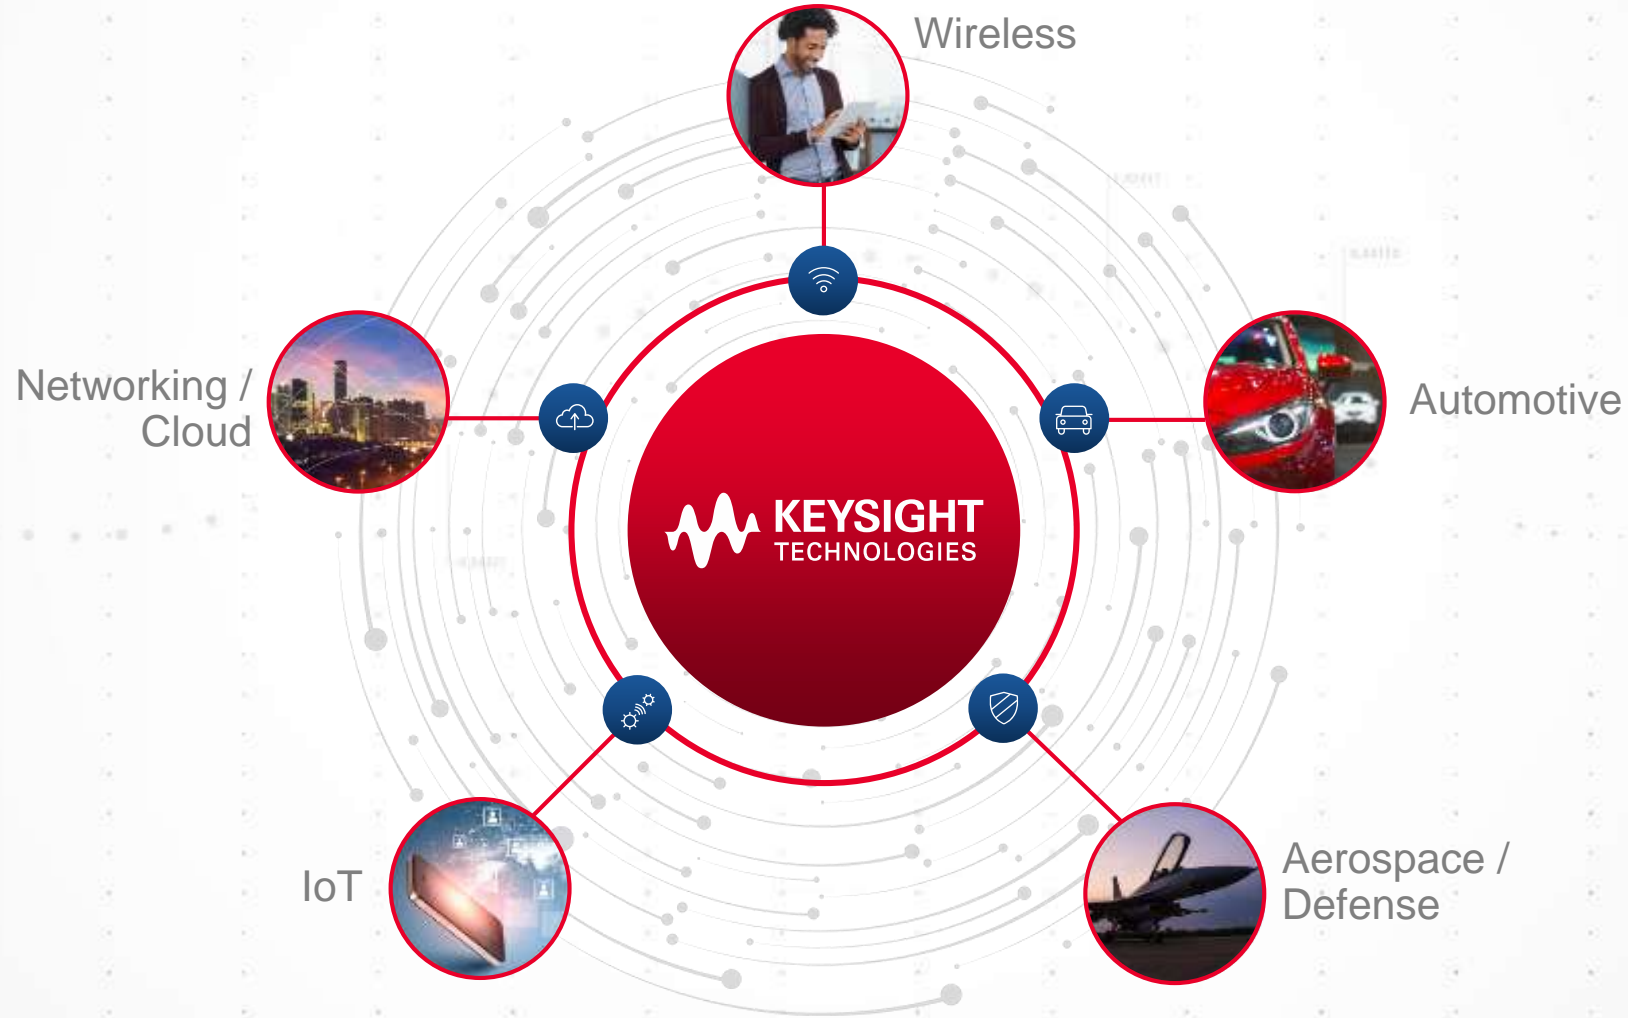 Wireless
Networking /
Cloud
Automotive
KEYSIGHT
TECHNOLOGIES
IoT
Aerospace /
Defense